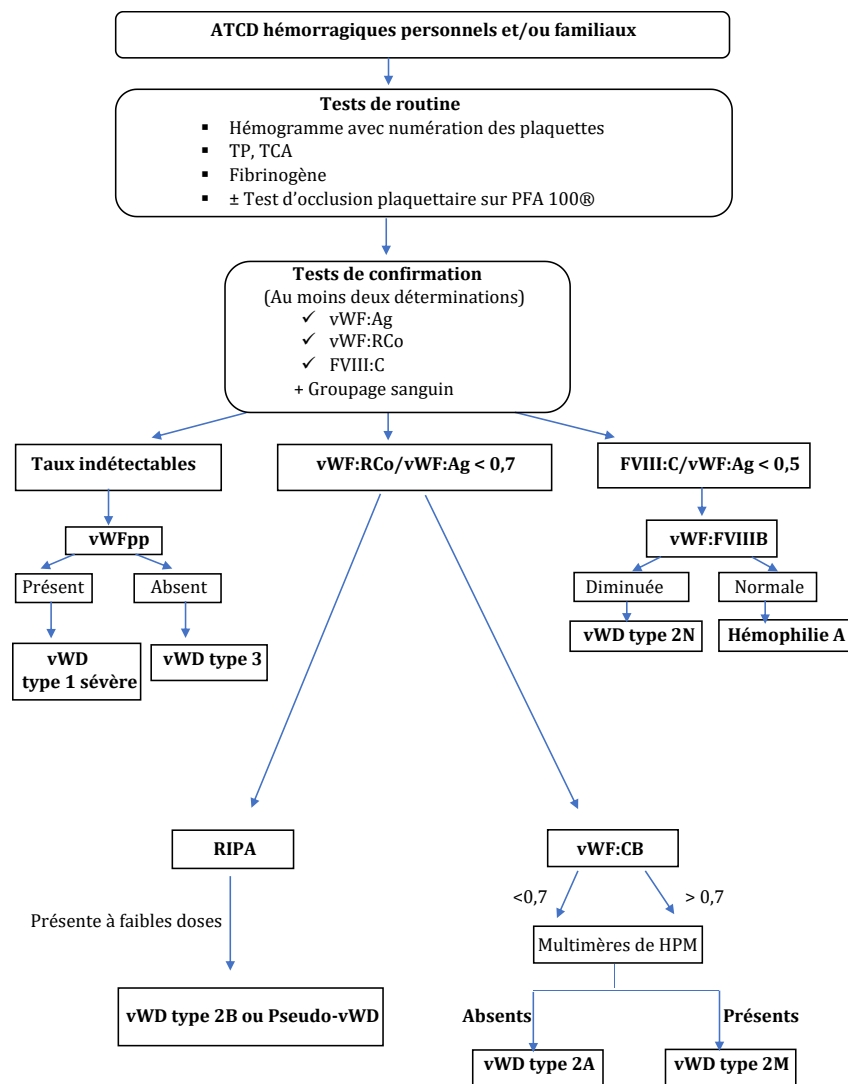 ATCD hémorragiques personnels et/ou familiaux
Tests de routine
▪ Hémogramme avec numération des plaquettes
▪ TP, TCA
▪ Fibrinogène
▪ ± Test d’occlusion plaquettaire sur PFA 100®
Tests de confirmation
(Au moins deux déterminations)
✓ vWF:Ag
✓ vWF:RCo
✓ FVIII:C
+ Groupage sanguin
Taux indétectables
vWF:RCo/vWF:Ag < 0,7
FVIII:C/vWF:Ag < 0,5
vWFpp
vWF:FVIIIB
Présent
Absent
Diminuée
Normale
vWD
type 1 sévère
vWD type 3
vWD type 2N
Hémophilie A
RIPA
vWF:CB
Présente à faibles doses
<0,7
> 0,7
Multimères de HPM
vWD type 2B ou Pseudo-vWD
Absents
Présents
vWD type 2A
vWD type 2M